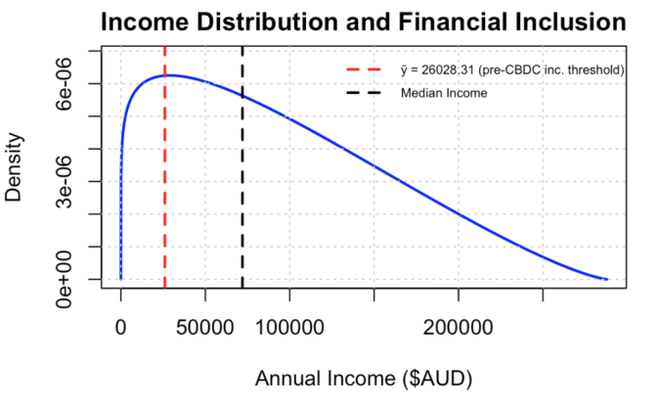 Income Distribution and Financial Inclusion
ỹ = 26028.31 (pre-CBDC inc. threshold)
Median Income
Density
6e-06
3e-06
0e+00
0 50000 100000 200000
Annual Income ($AUD)